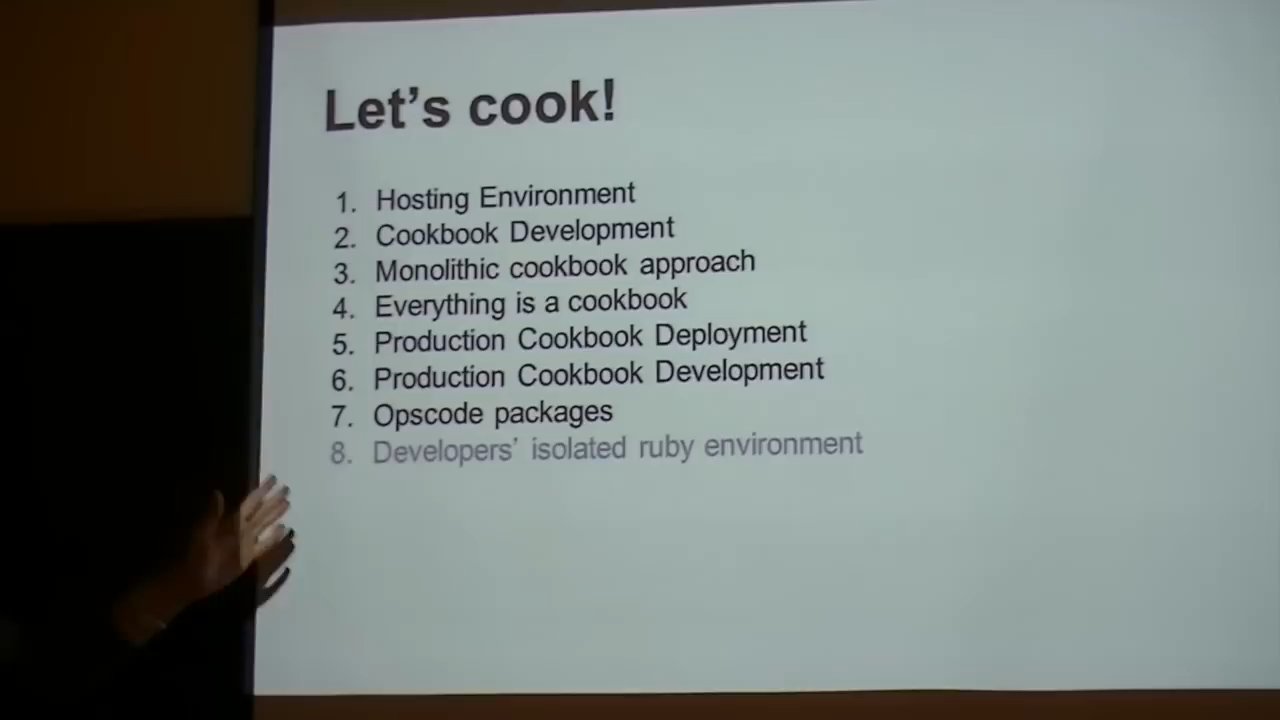 Let's cook!
1. Hosting Environment
2. Cookbook Development
3. Monolithic cookbook approach
4. Everything is a cookbook
5. Production Cookbook Deployment
6. Production Cookbook Development
7. Opscode packages
8. Developers' isolated ruby environment